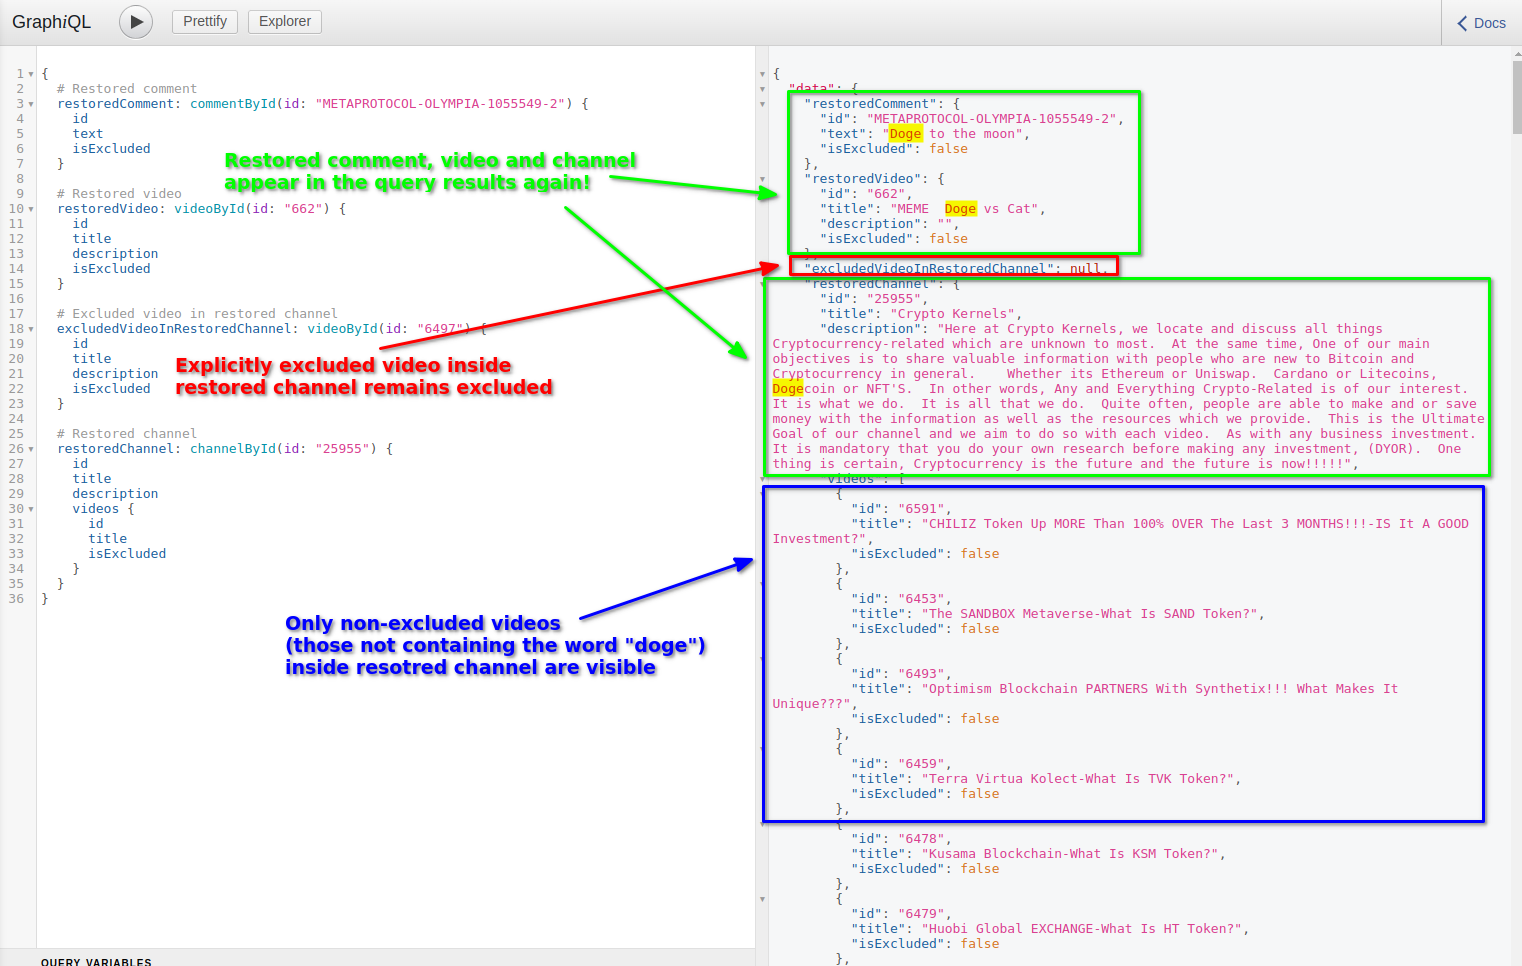 GraphiQL
Prettify
Explorer
Docs
1 {
2 # Restored comment
3 restoredComment: commentById(id: "METAPROTOCOL-OLYMPIA-1055549-2") {
4 id
5 text
6 isExcluded
7 }
8
9 # Restored video
10 restoredVideo: videoById(id: "662") {
11 id
12 title
13 description
14 isExcluded
15 }
16
17 # Excluded video in restored channel
18 excludedVideoInRestoredChannel: videoById(id: "6497") {
19 id
20 title
21 description
22 isExcluded
23 }
24
25 # Restored channel
26 restoredChannel: channelById(id: "25955") {
27 id
28 title
29 description
30 videos {
31 id
32 title
33 isExcluded
34 }
35 }
36 }
Restored comment, video and channel
appear in the query results again!
Explicitly excluded video inside
restored channel remains excluded
Only non-excluded videos
(those not containing the word "doge")
inside resotred channel are visible
QUERY VARIABLES
{
"data": {
"restoredComment": {
"id": "METAPROTOCOL-OLYMPIA-1055549-2",
"text": "Doge to the moon",
"isExcluded": false
},
"restoredVideo": {
"id": "662",
"title": "MEME  Doge vs Cat",
"description": "",
"isExcluded": false
},
"excludedVideoInRestoredChannel": null,
"restoredChannel": {
"id": "25955",
"title": "Crypto Kernels",
"description": "Here at Crypto Kernels, we locate and discuss all things
Cryptocurrency-related which are unknown to most.  At the same time, One of our main
objectives is to share valuable information with people who are new to Bitcoin and
Cryptocurrency in general.    Whether its Ethereum or Uniswap.  Cardano or Litecoins,
Dogecoin or NFT'S.  In other words, Any and Everything Crypto-Related is of our interest.
It is what we do.  It is all that we do.  Quite often, people are able to make and or save
money with the information as well as the resources which we provide.  This is the Ultimate
Goal of our channel and we aim to do so with each video.  As with any business investment.
It is mandatory that you do your own research before making any investment, (DYOR).  One
thing is certain, Cryptocurrency is the future and the future is now!!!!!",
"videos": [
{
"id": "6591",
"title": "CHILIZ Token Up MORE Than 100% OVER The Last 3 MONTHS!!!-IS It A GOOD
Investment?",
"isExcluded": false
},
{
"id": "6453",
"title": "The SANDBOX Metaverse-What Is SAND Token?",
"isExcluded": false
},
{
"id": "6493",
"title": "Optimism Blockchain PARTNERS With Synthetix!!! What Makes It
Unique???",
"isExcluded": false
},
{
"id": "6459",
"title": "Terra Virtua Kolect-What Is TVK Token?",
"isExcluded": false
},
{
"id": "6478",
"title": "Kusama Blockchain-What Is KSM Token?",
"isExcluded": false
},
{
"id": "6479",
"title": "Huobi Global EXCHANGE-What Is HT Token?",
"isExcluded": false
},